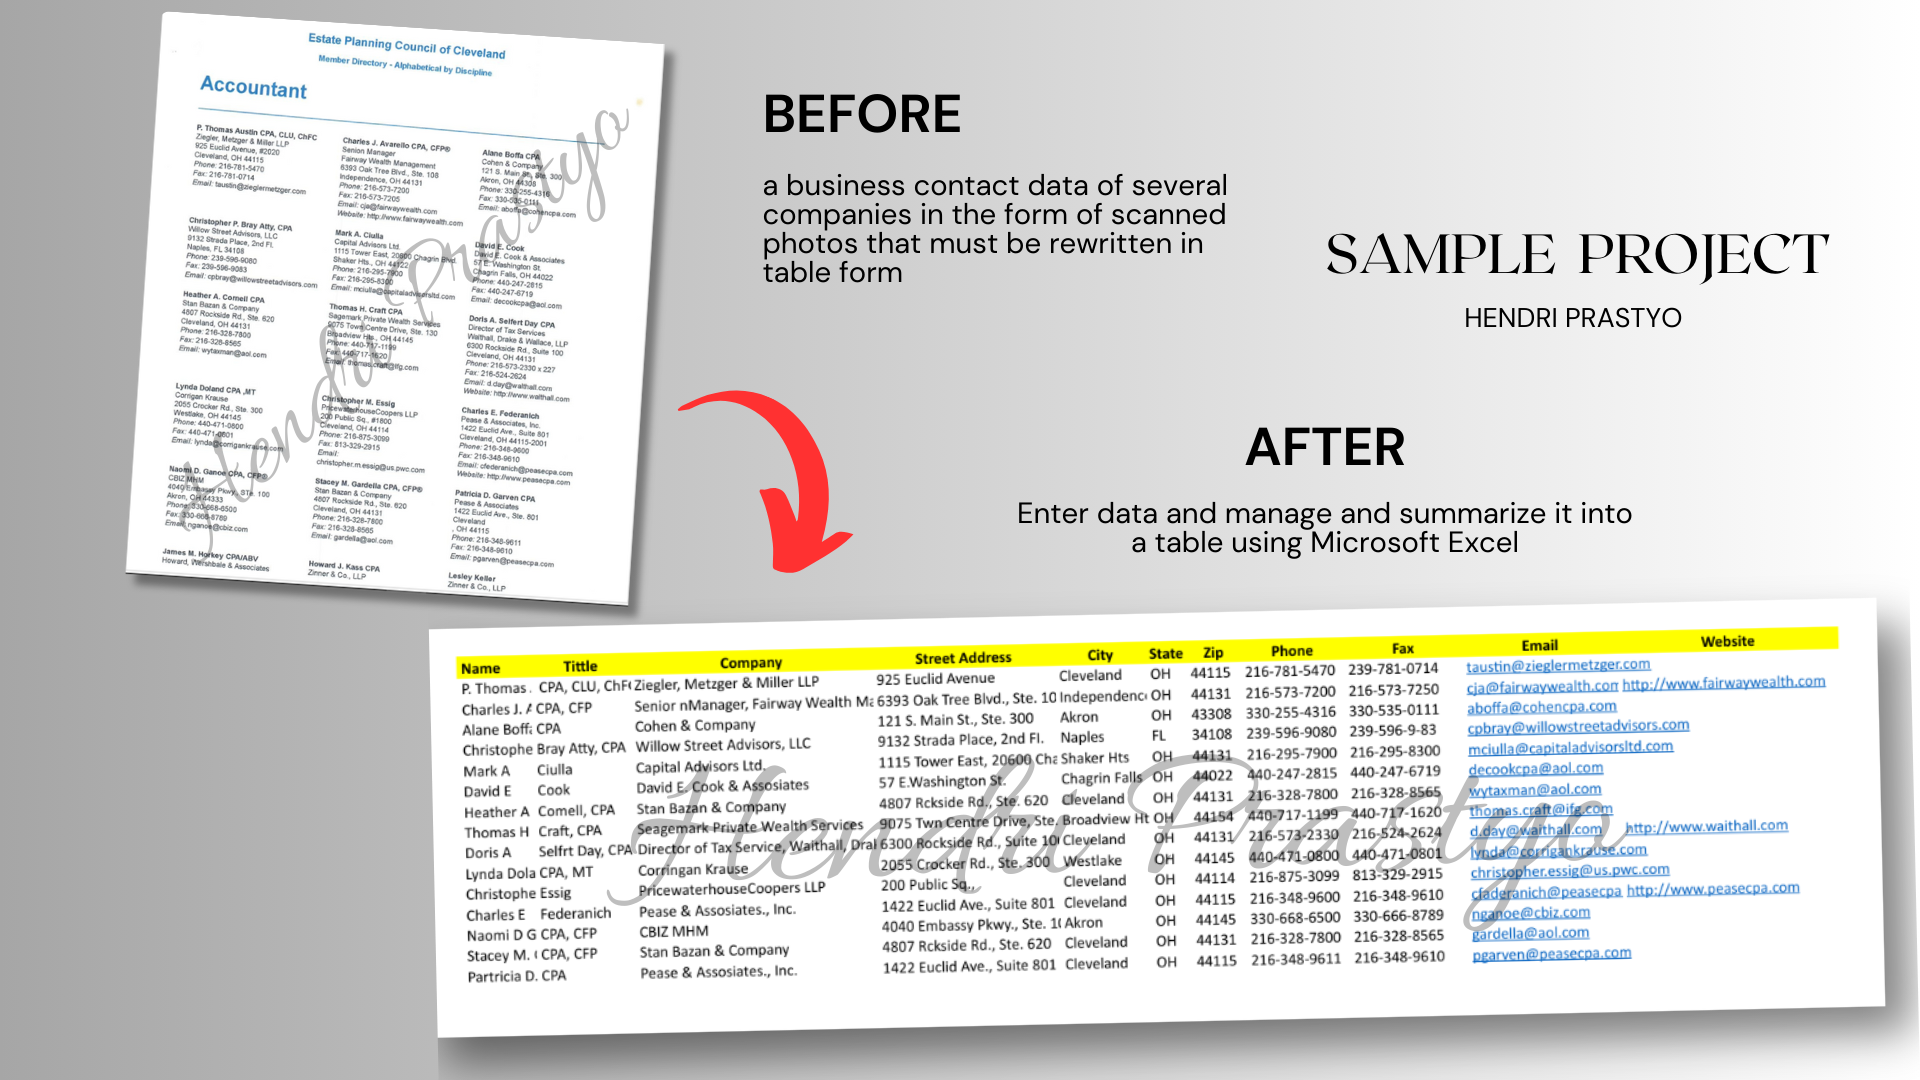 Estate Planning Council of Cleveland
Member Directory - Alphabetical by Discipline
Accountant
P. Thomas Austin CPA, CLU, ChFC
Ziegler, Metzger & Miller LLP
925 Euclid Avenue, #2020
Cleveland, OH 44115
Phone: 216-781-5470
Fax: 216-781-0714
Email: taustin@zieglermetzger.com
Charles J. Avarello CPA, CFP®
Senion Manager
Fairway Wealth Management
6393 Oak Tree Blvd., Ste. 108
Independence, OH 44131
Phone: 216-573-7200
Fax: 216-573-7205
Email: cja@fairwaywealth.com
Website: http://www.fairwaywealth.com
Alane Boffa CPA
Cohen & Company
121 S. Main St., Ste. 300
Akron, OH 44308
Phone: 330-255-4316
Fax: 330-535-0111
Email: aboffa@cohencpa.com
Christopher P. Bray Atty, CPA
Willow Street Advisors, LLC
9132 Strada Place, 2nd Fl.
Naples, FL 34108
Phone: 239-596-9080
Fax: 239-596-9083
Email: cpbray@willowstreetadvisors.com
Mark A. Ciulla
Capital Advisors Ltd.
1115 Tower East, 20600 Chagrin Blvd.
Shaker Hts., OH 44122
Phone: 216-295-7900
Fax: 216-295-8300
Email: mciulla@capitaladvisorsltd.com
David E. Cook
David E. Cook & Associates
57 E. Washington St.
Chagrin Falls, OH 44022
Phone: 440-247-2815
Fax: 440-247-6719
Email: decookcpa@aol.com
Heather A. Cornell CPA
Stan Bazan & Company
4807 Rockside Rd., Ste. 620
Cleveland, OH 44131
Phone: 216-328-7800
Fax: 216-328-8565
Email: wytaxman@aol.com
Thomas H. Craft CPA
Sagemark Private Wealth Services
9075 Town Centre Drive, Ste. 130
Broadview Hts., OH 44145
Phone: 440-717-1199
Fax: 440-717-1620
Email: thomas.craft@lfg.com
Doris A. Selfert Day CPA
Director of Tax Services
Walthall, Drake & Wallace, LLP
6300 Rockside Rd., Suite 100
Cleveland, OH 44131
Phone: 216-573-2330 x 227
Fax: 216-524-2624
Email: d.day@walthall.com
Website: http://www.walthall.com
Lynda Doland CPA ,MT
Corrigan Krause
2055 Crocker Rd., Ste. 300
Westlake, OH 44145
Phone: 440-471-0800
Fax: 440-471-0801
Email: lynda@corrigankrause.com
Christopher M. Essig
PricewaterhouseCoopers LLP
200 Public Sq., #1800
Cleveland, OH 44114
Phone: 216-875-3099
Fax: 813-329-2915
Email:
christopher.m.essig@us.pwc.com
Charles E. Federanich
Pease & Associates, Inc.
1422 Euclid Ave., Suite 801
Cleveland, OH 44115-2001
Phone: 216-348-9600
Fax: 216-348-9610
Email: cfederanich@peasecpa.com
Website: http://www.peasecpa.com
Naomi D. Ganoe CPA, CFP®
CBIZ MHM
4040 Embassy Pkwy., STe. 100
Akron, OH 44333
Phone: 330-668-6500
Fax: 330-668-8789
Email: nganoe@cbiz.com
Stacey M. Gardella CPA, CFP®
Stan Bazan & Company
4807 Rockside Rd., Ste. 620
Cleveland, OH 44131
Phone: 216-328-7800
Fax: 216-328-8565
Email: gardella@aol.com
Patricia D. Garven CPA
Pease & Associates
1422 Euclid Ave., Ste. 801
Cleveland
, OH 44115
Phone: 216-348-9611
Fax: 216-348-9610
Email: pgarven@peasecpa.com
James M. Horkey CPA/ABV
Howard, Wershbale & Associates
Howard J. Kass CPA
Zinner & Co., LLP
Lesley Keller
Zinner & Co., LLP
Hendri Prastyo
BEFORE
a business contact data of several
companies in the form of scanned
photos that must be rewritten in
table form
SAMPLE PROJECT
HENDRI PRASTYO
AFTER
Enter data and manage and summarize it into
a table using Microsoft Excel
Name Tittle Company Street Address City State Zip Phone Fax Email Website
P. Thomas . CPA, CLU, ChF Ziegler, Metzger & Miller LLP 925 Euclid Avenue Cleveland OH 44115 216-781-5470 239-781-0714 taustin@zieglermetzger.com
Charles J. A CPA, CFP Senior nManager, Fairway Wealth Ma 6393 Oak Tree Blvd., Ste. 10 Independenc OH 44131 216-573-7200 216-573-7250 cja@fairwaywealth.com http://www.fairwaywealth.com
Alane Boffa CPA Cohen & Company 121 S. Main St., Ste. 300 Akron OH 43308 330-255-4316 330-535-0111 aboffa@cohencpa.com
Christophe Bray Atty, CPA Willow Street Advisors, LLC 9132 Strada Place, 2nd Fl. Naples FL 34108 239-596-9080 239-596-9-83 cpbray@willowstreetadvisors.com
Mark A Ciulla Capital Advisors Ltd. 1115 Tower East, 20600 Cha Shaker Hts OH 44131 216-295-7900 216-295-8300 mciulla@capitaladvisorsltd.com
David E Cook David E. Cook & Assosiates 57 E.Washington St. Chagrin Falls OH 44022 440-247-2815 440-247-6719 decookcpa@aol.com
Heather A Comell, CPA Stan Bazan & Company 4807 Rckside Rd., Ste. 620 Cleveland OH 44131 216-328-7800 216-328-8565 wytaxman@aol.com
Thomas H Craft, CPA Seagemark Private Wealth Services 9075 Twn Centre Drive, Ste. Broadview Ht OH 44154 440-717-1199 440-717-1620 thomas.craft@ifg.com
Doris A Selfrt Day, CPA Director of Tax Service, Waithall, Dral 6300 Rockside Rd., Suite 10 Cleveland OH 44131 216-573-2330 216-524-2624 d.day@waithall.com http://www.waithall.com
Lynda Dola CPA, MT Corringan Krause 2055 Crocker Rd., Ste. 300 Westlake OH 44145 440-471-0800 440-471-0801 lynda@corrigankrause.com
Christophe Essig PricewaterhouseCoopers LLP 200 Public Sq., Cleveland OH 44114 216-875-3099 813-329-2915 christopher.essig@us.pwc.com
Charles E Federanich Pease & Assosiates., Inc. 1422 Euclid Ave., Suite 801 Cleveland OH 44115 216-348-9600 216-348-9610 cfaderanich@peasecpa http://www.peasecpa.com
Naomi D G CPA, CFP CBIZ MHM 4040 Embassy Pkwy., Ste. 10 Akron OH 44145 330-668-6500 330-666-8789 nganoe@cbiz.com
Stacey M. CPA, CFP Stan Bazan & Company 4807 Rckside Rd., Ste. 620 Cleveland OH 44131 216-328-7800 216-328-8565 gardella@aol.com
Partricia D. CPA Pease & Assosiates., Inc. 1422 Euclid Ave., Suite 801 Cleveland OH 44115 216-348-9611 216-348-9610 pgarven@peasecpa.com
Hendri Prastyo